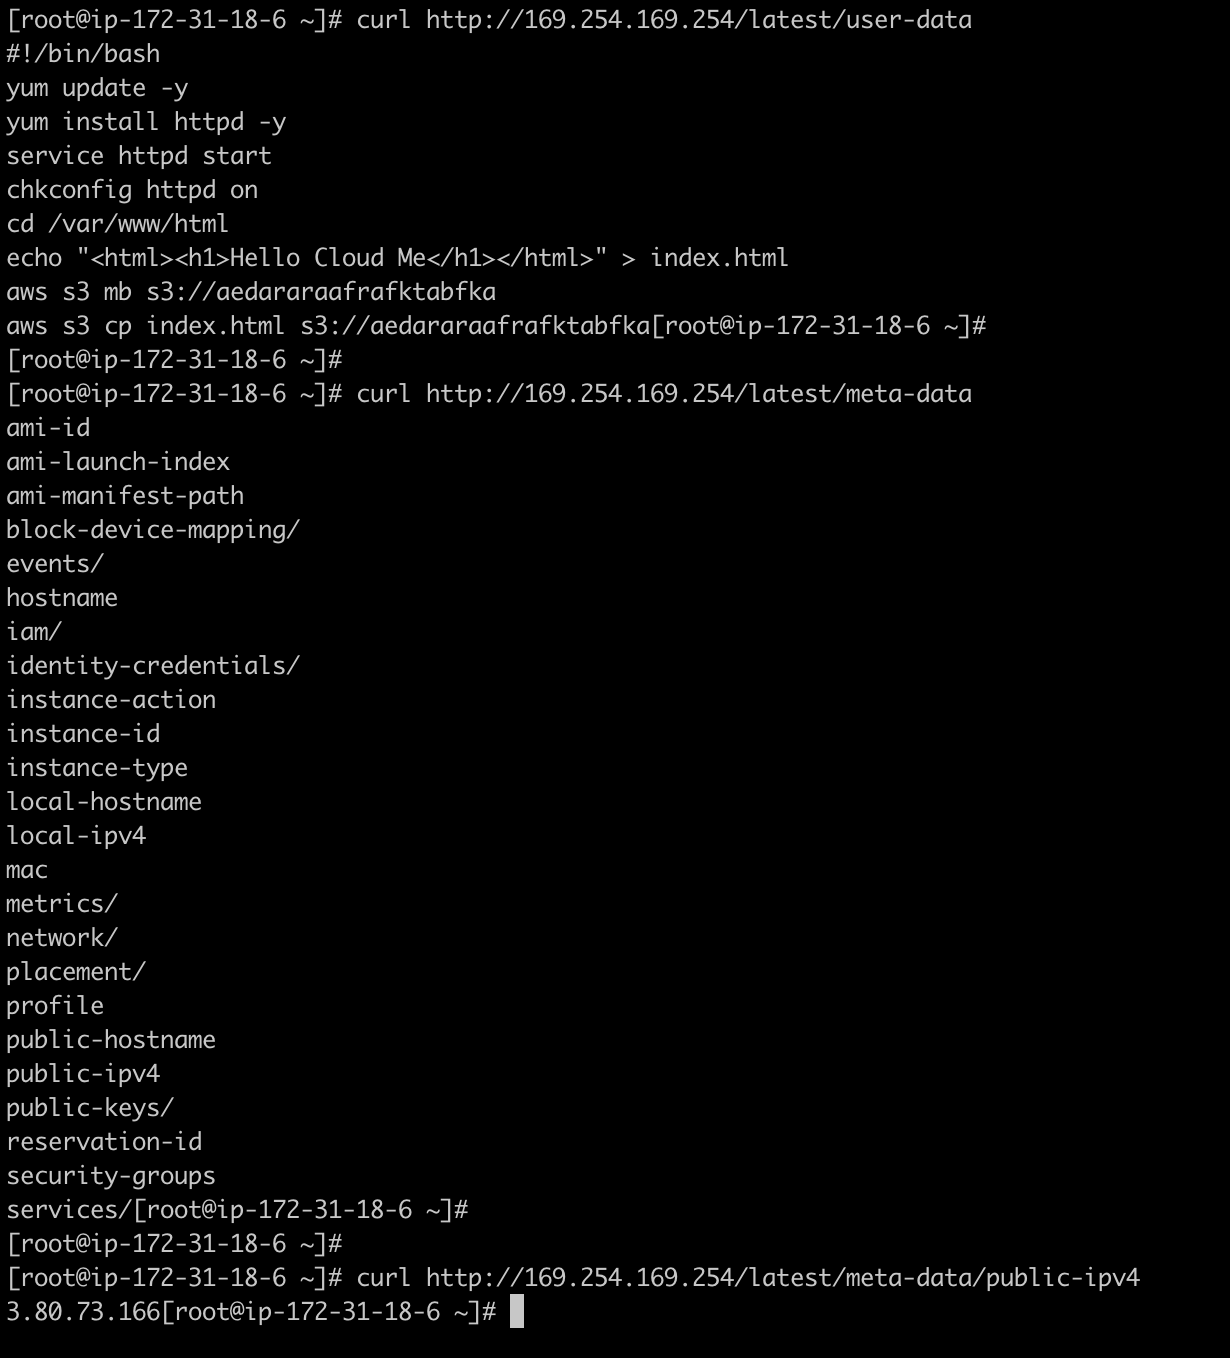 [root@ip-172-31-18-6 ~]# curl http://169.254.169.254/latest/user-data
#!/bin/bash
yum update -y
yum install httpd -y
service httpd start
chkconfig httpd on
cd /var/www/html
echo "<html><h1>Hello Cloud Me</h1></html>" > index.html
aws s3 mb s3://aedararaafrafktabfka
aws s3 cp index.html s3://aedararaafrafktabfka[root@ip-172-31-18-6 ~]#
[root@ip-172-31-18-6 ~]#
[root@ip-172-31-18-6 ~]# curl http://169.254.169.254/latest/meta-data
ami-id
ami-launch-index
ami-manifest-path
block-device-mapping/
events/
hostname
iam/
identity-credentials/
instance-action
instance-id
instance-type
local-hostname
local-ipv4
mac
metrics/
network/
placement/
profile
public-hostname
public-ipv4
public-keys/
reservation-id
security-groups
services/[root@ip-172-31-18-6 ~]#
[root@ip-172-31-18-6 ~]#
[root@ip-172-31-18-6 ~]# curl http://169.254.169.254/latest/meta-data/public-ipv4
3.80.73.166[root@ip-172-31-18-6 ~]#